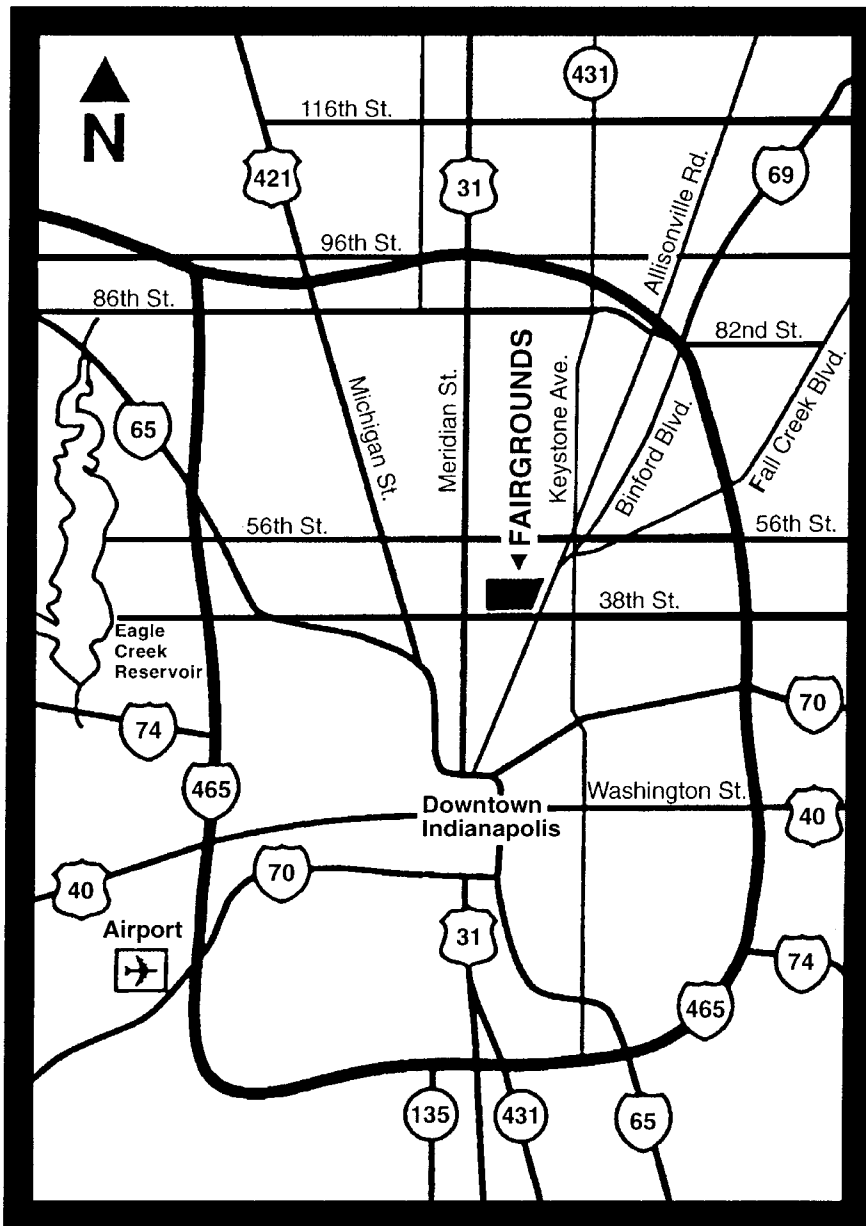 431
116th St.
N
421
31
69
Allisonville Rd.
96th St.
86th St.
82nd St.
65
Michigan St.
Meridian St.
FAIRGROUNDS
Keystone Ave.
Binford Blvd.
Fall Creek Blvd.
56th St.
56th St.
38th St.
Eagle
Creek
Reservoir
74
70
465
Downtown
Indianapolis
Washington St.
40
40
70
Airport
31
74
465
135
431
65